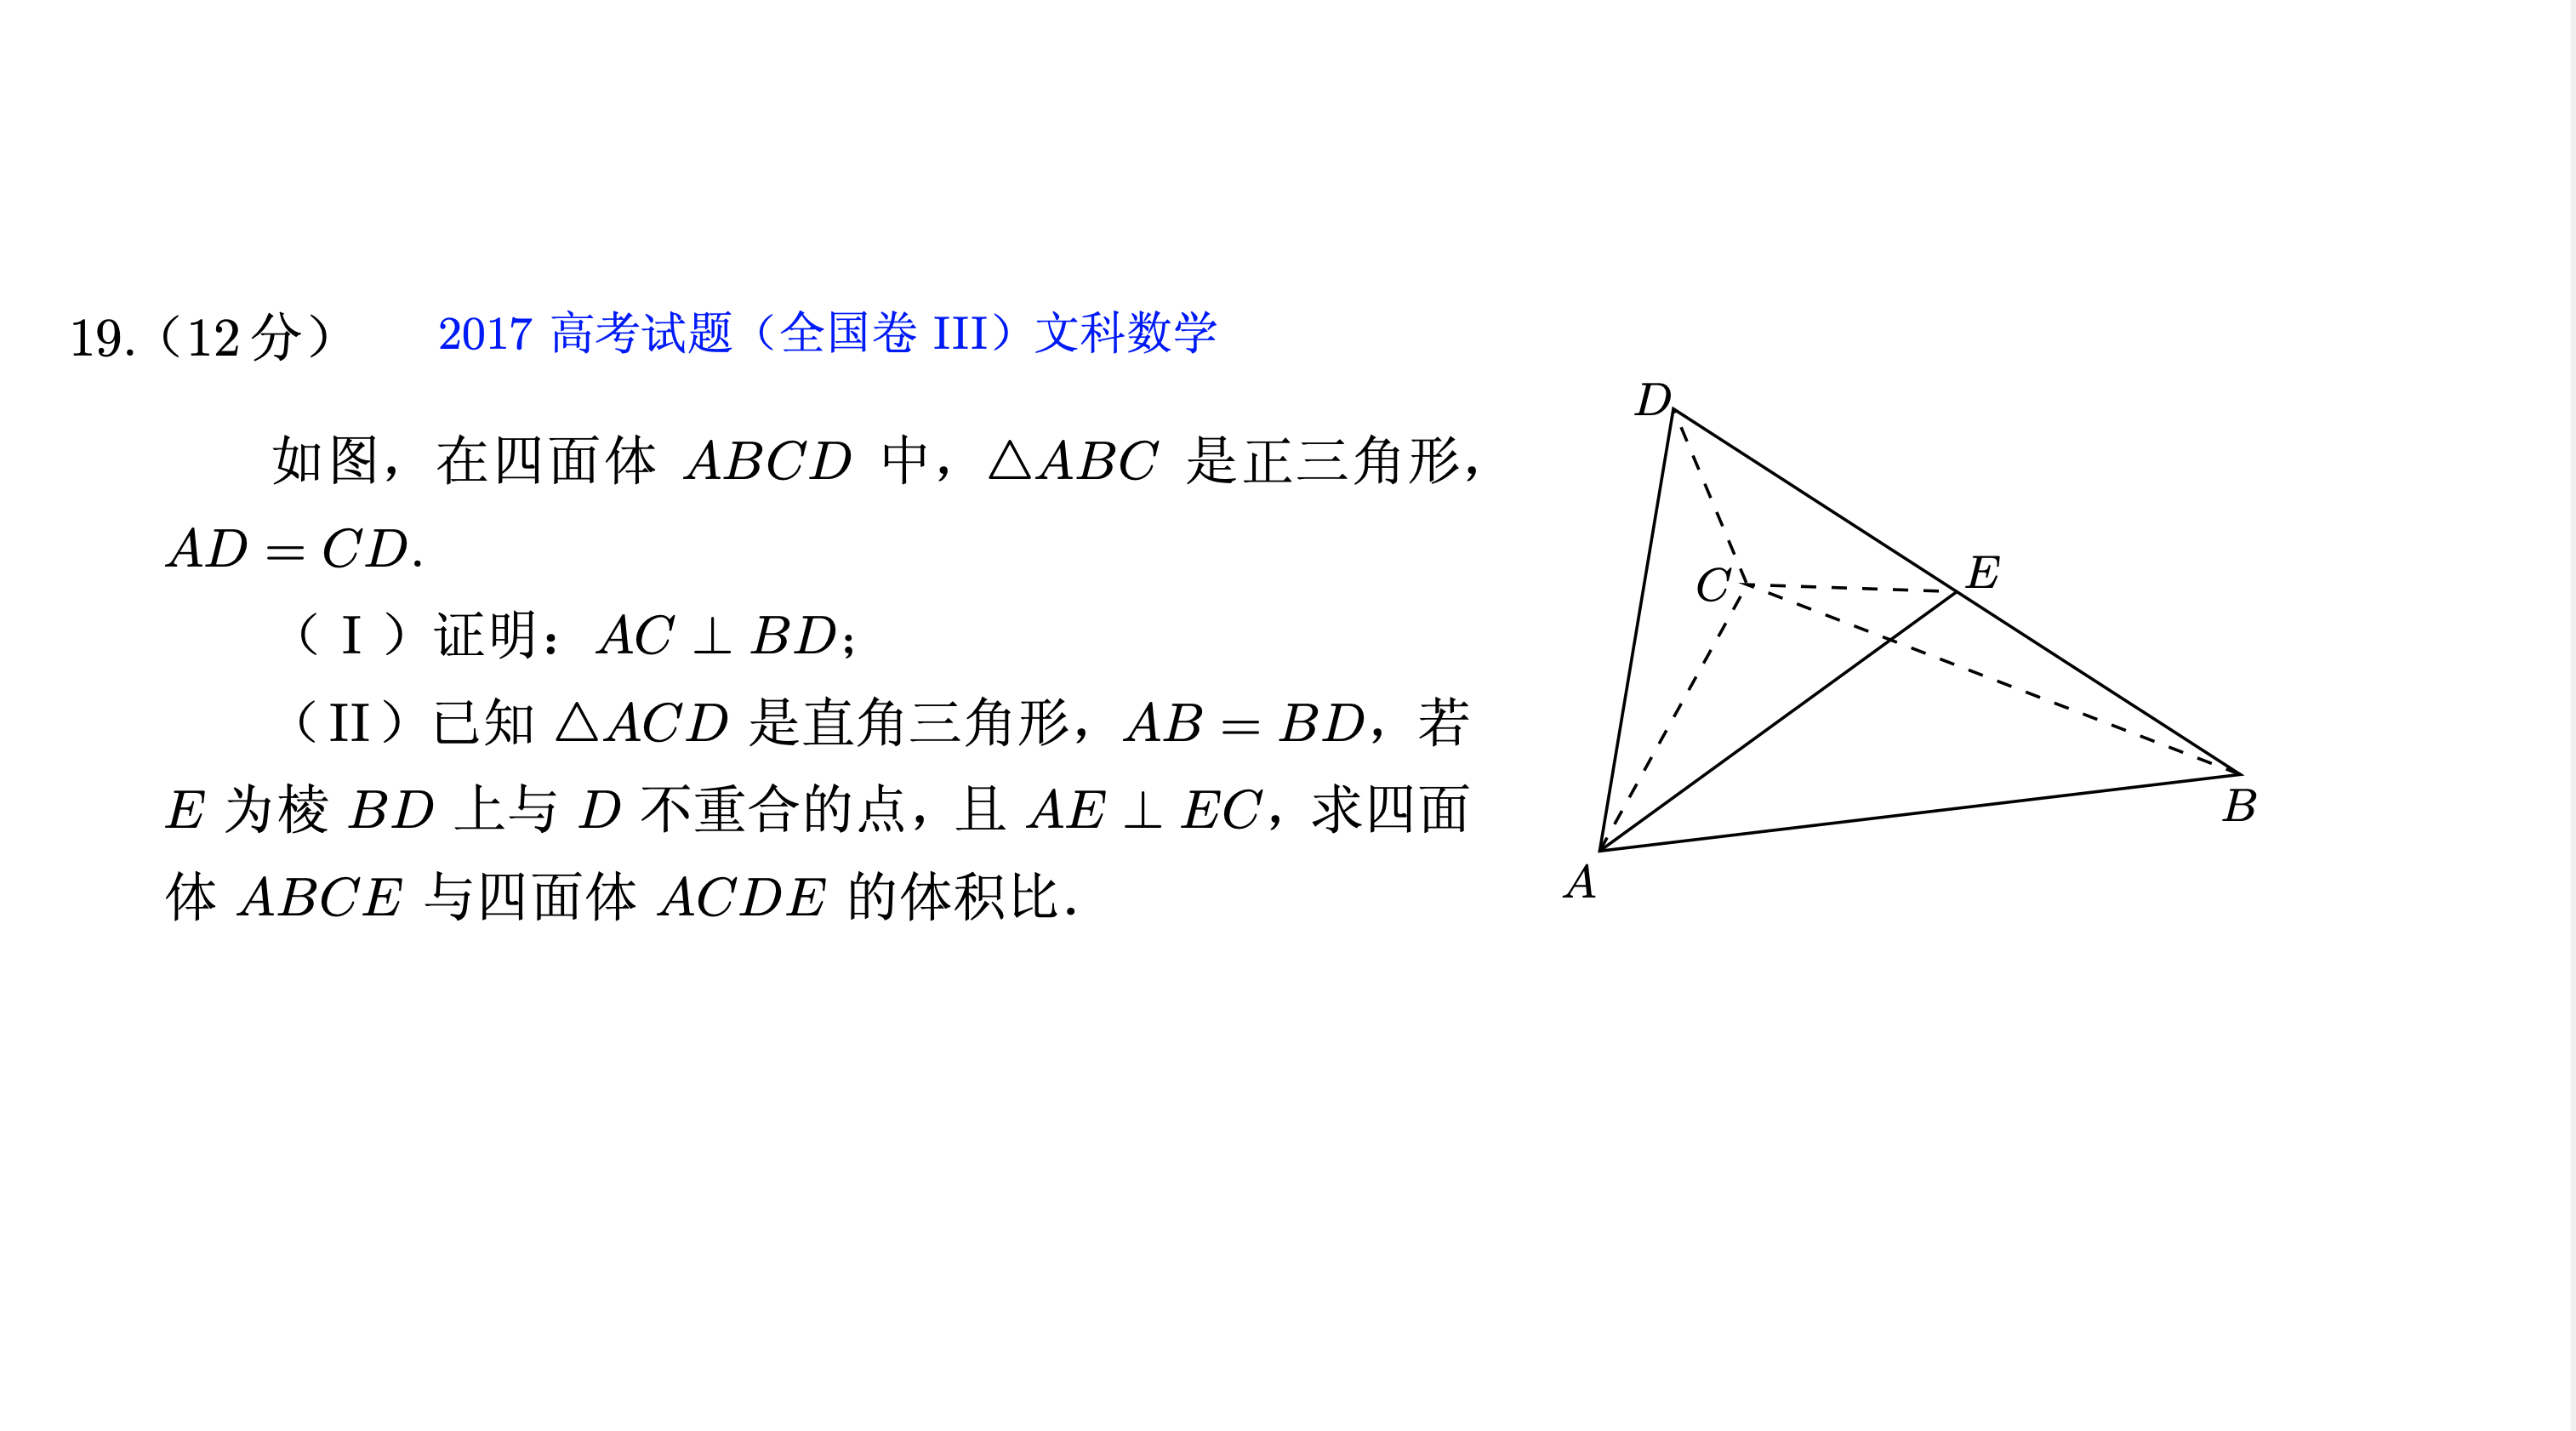 19.（12 分） 2017 高考试题（全国卷 III）文科数学
如图，在四面体 ABCD 中，△ABC 是正三角形，
AD = CD.
（ I ）证明：AC ⊥ BD；
（II）已知 △ACD 是直角三角形，AB = BD，若
E 为棱 BD 上与 D 不重合的点，且 AE ⊥ EC，求四面
体 ABCE 与四面体 ACDE 的体积比.
D
E
C
B
A